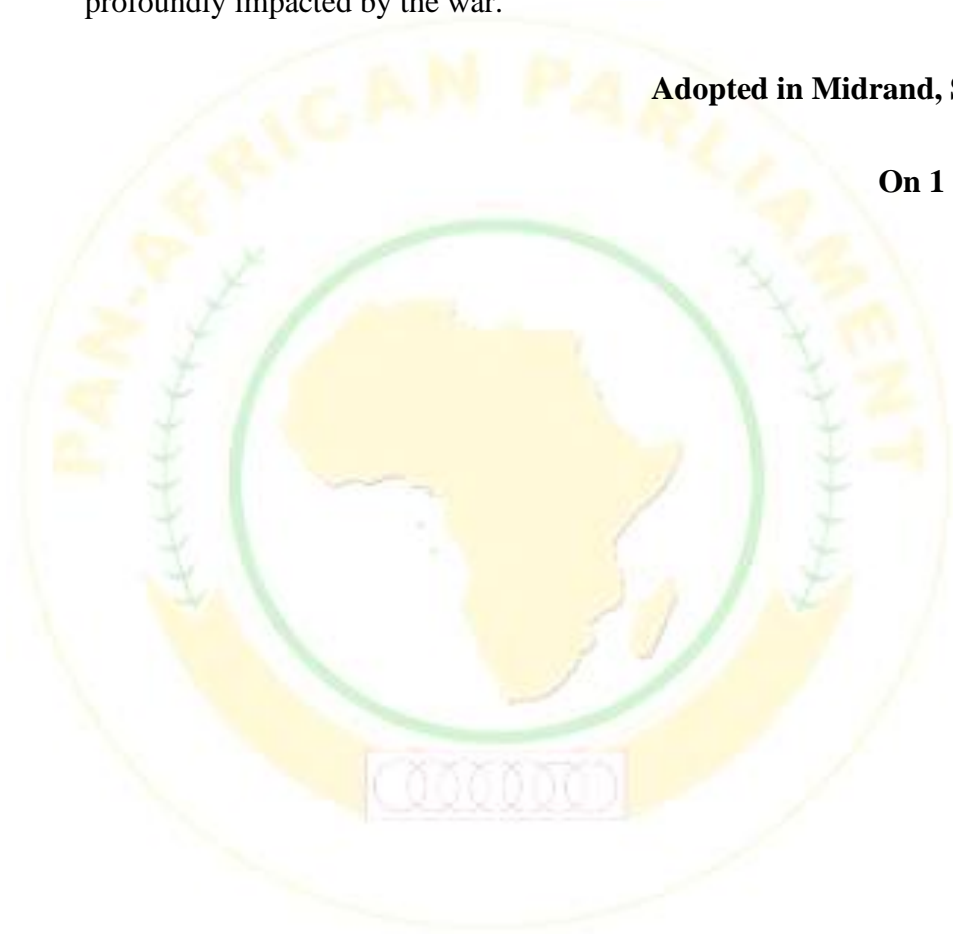 profoundly impacted by the war.
Adopted in Midrand,
On 1
PAN-AFRICAN PARLIAMENT